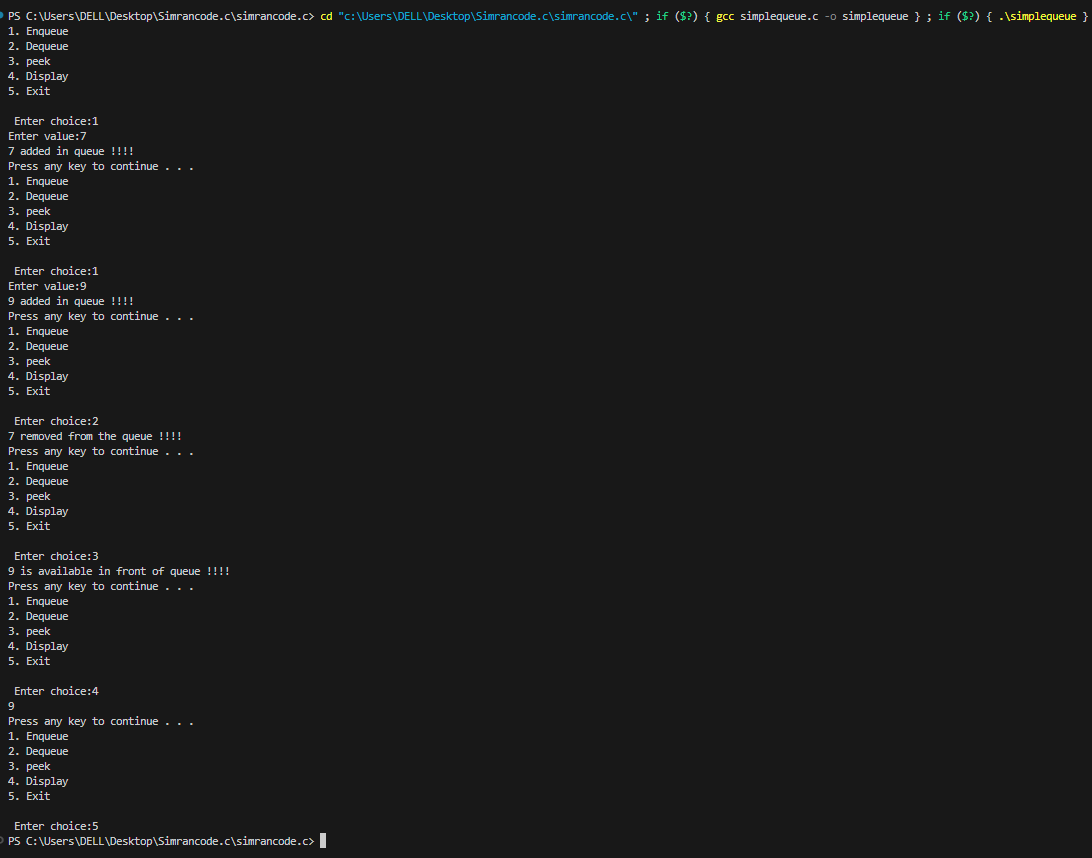 PS C:\Users\DELL\Desktop\Simrancode.c\simrancode.c> cd "c:\Users\DELL\Desktop\Simrancode.c\simrancode.c\" ; if ($?) { gcc simplequeue.c -o simplequeue } ; if ($?) { .\simplequeue }
1. Enqueue
2. Dequeue
3. peek
4. Display
5. Exit
Enter choice:1
Enter value:7
7 added in queue !!!!
Press any key to continue . . .
1. Enqueue
2. Dequeue
3. peek
4. Display
5. Exit
Enter choice:1
Enter value:9
9 added in queue !!!!
Press any key to continue . . .
1. Enqueue
2. Dequeue
3. peek
4. Display
5. Exit
Enter choice:2
7 removed from the queue !!!!
Press any key to continue . . .
1. Enqueue
2. Dequeue
3. peek
4. Display
5. Exit
Enter choice:3
9 is available in front of queue !!!!
Press any key to continue . . .
1. Enqueue
2. Dequeue
3. peek
4. Display
5. Exit
Enter choice:4
9
Press any key to continue . . .
1. Enqueue
2. Dequeue
3. peek
4. Display
5. Exit
Enter choice:5
PS C:\Users\DELL\Desktop\Simrancode.c\simrancode.c>